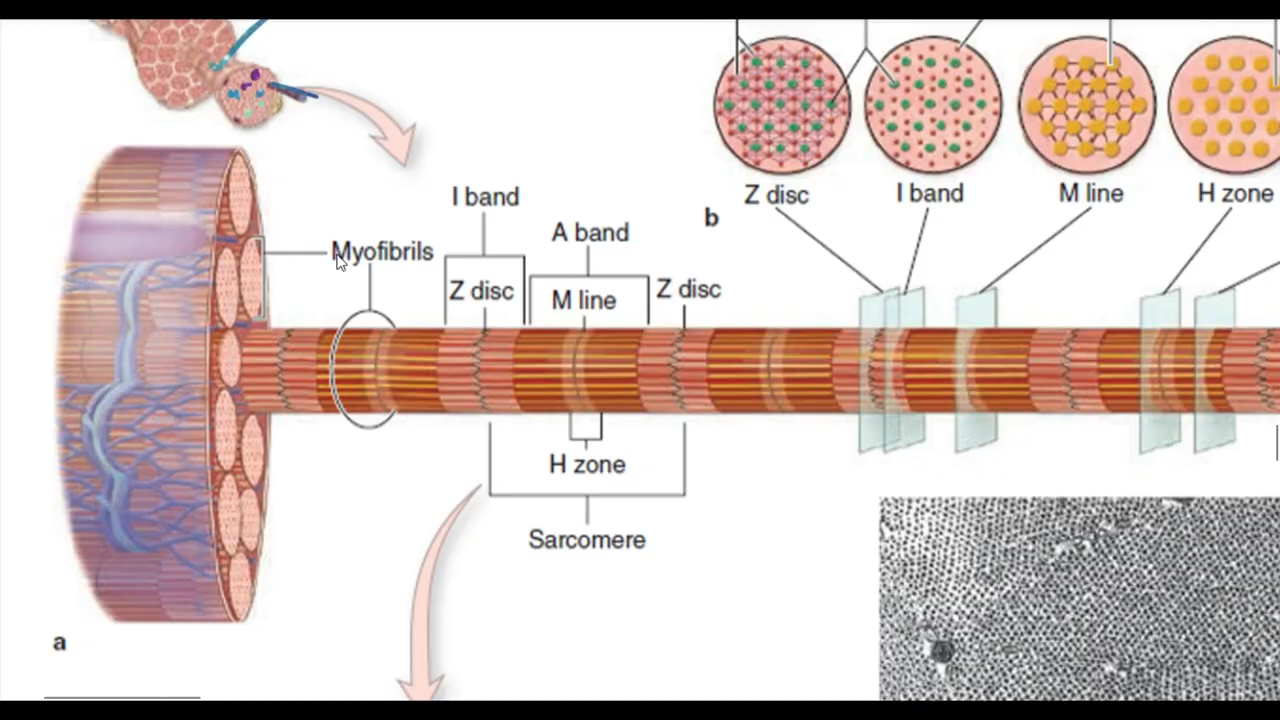 Z disc
I band
M line
H zone
b
I band
A band
Myofibrils
Z disc
M line
Z disc
H zone
Sarcomere
a